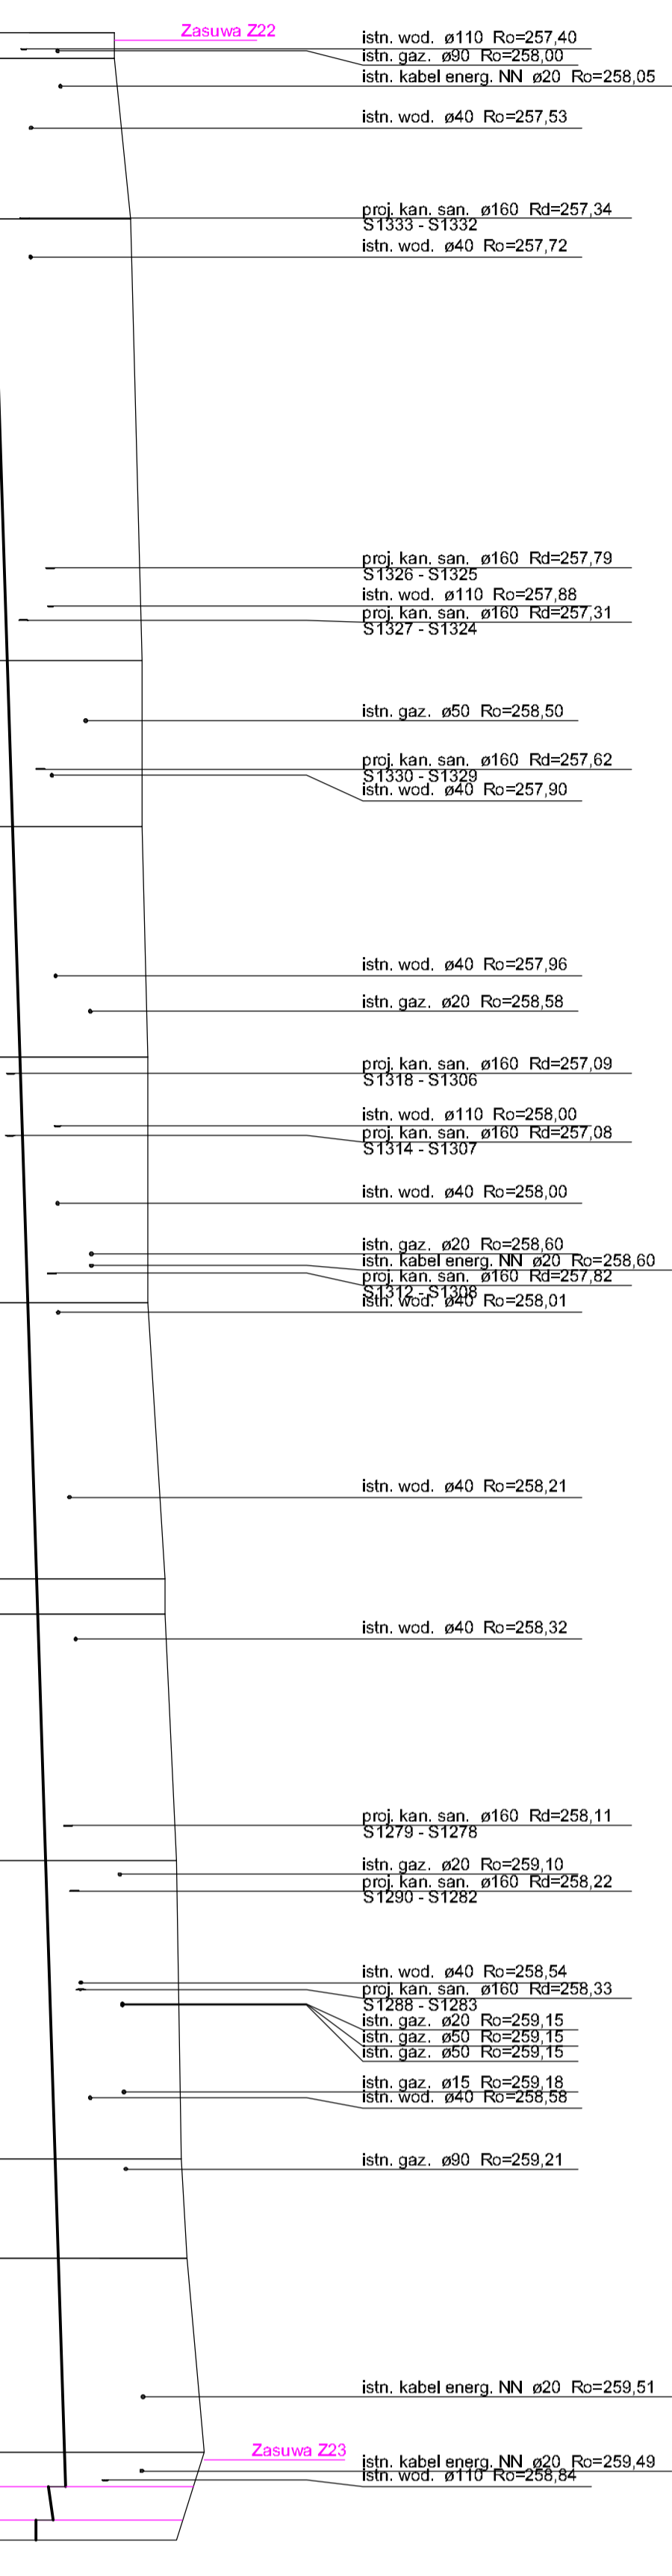 Zasuwa Z22
istn. wod. ø110 Ro=257,40
istn. gaz. ø90 Ro=258,00
istn. kabel energ. NN ø20 Ro=258,05
istn. wod. ø40 Ro=257,53
proj. kan. san. ø160 Rd=257,34
S1333 - S1332
istn. wod. ø40 Ro=257,72
proj. kan. san. ø160 Rd=257,79
S1326 - S1325
istn. wod. ø110 Ro=257,88
proj. kan. san. ø160 Rd=257,31
S1327 - S1324
istn. gaz. ø50 Ro=258,50
proj. kan. san. ø160 Rd=257,62
S1330 - S1329
istn. wod. ø40 Ro=257,90
istn. wod. ø40 Ro=257,96
istn. gaz. ø20 Ro=258,58
proj. kan. san. ø160 Rd=257,09
S1318 - S1306
istn. wod. ø110 Ro=258,00
proj. kan. san. ø160 Rd=257,08
S1314 - S1307
istn. wod. ø40 Ro=258,00
istn. gaz. ø20 Ro=258,60
istn. kabel energ. NN ø20 Ro=258,60
proj. kan. san. ø160 Rd=257,82
S1312 - S1308
istn. wod. ø40 Ro=258,01
istn. wod. ø40 Ro=258,21
istn. wod. ø40 Ro=258,32
proj. kan. san. ø160 Rd=258,11
S1279 - S1278
istn. gaz. ø20 Ro=259,10
proj. kan. san. ø160 Rd=258,22
S1290 - S1282
istn. wod. ø40 Ro=258,54
proj. kan. san. ø160 Rd=258,33
S1288 - S1283
istn. gaz. ø20 Ro=259,15
istn. gaz. ø50 Ro=259,15
istn. gaz. ø50 Ro=259,15
istn. gaz. ø15 Ro=259,18
istn. wod. ø40 Ro=258,58
istn. gaz. ø90 Ro=259,21
istn. kabel energ. NN ø20 Ro=259,51
Zasuwa Z23
istn. kabel energ. NN ø20 Ro=259,49
istn. wod. ø110 Ro=258,84